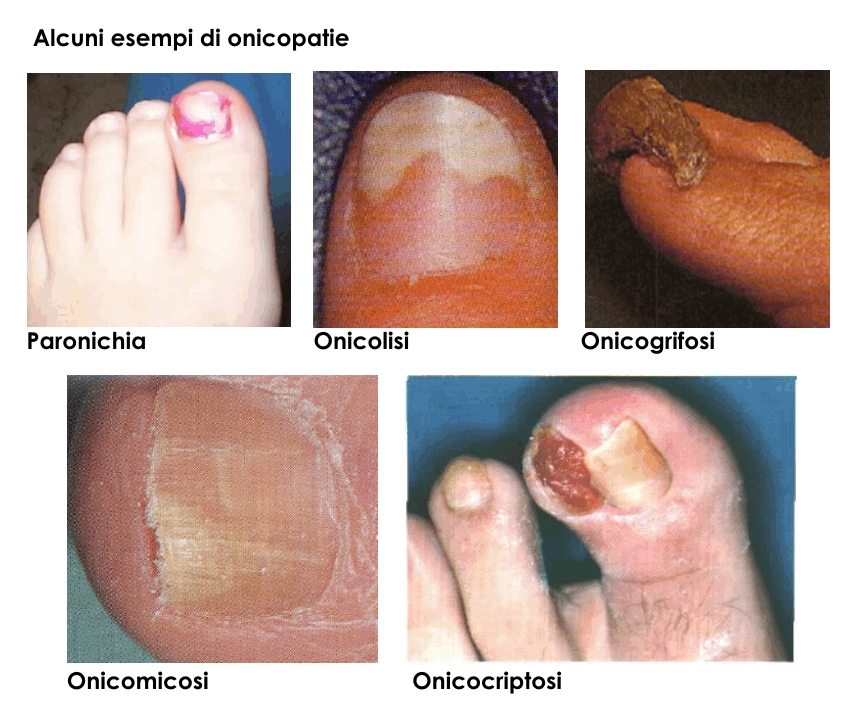 Alcuni esempi di onicopatie
Paronichia
Onicolisi
Onicogrifosi
Onicomicosi
Onicocriptosi